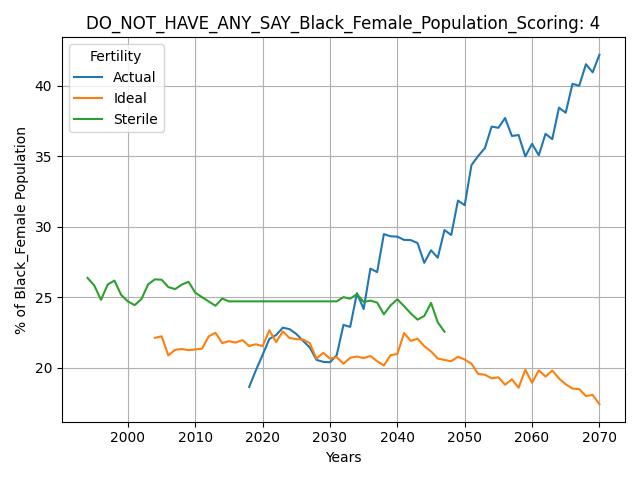 DO_NOT_HAVE_ANY_SAY_Black_Female_Population_Scoring: 4
Fertility
Actual
Ideal
Sterile
% of Black_Female Population
40
35
30
25
20
2000 2010 2020 2030 2040 2050 2060 2070
Years